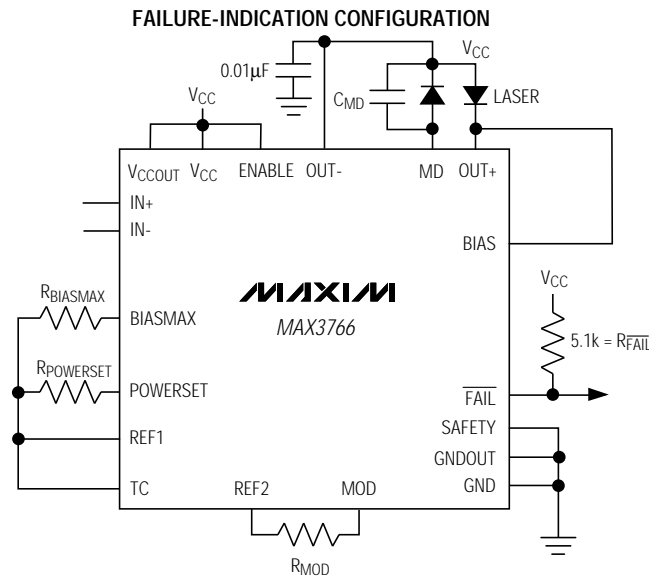 FAILURE-INDICATION CONFIGURATION
0.01μF
VCC
CMD
LASER
VCC
VCCOUT VCC ENABLE OUT- MD OUT+
IN+
IN-
BIAS
RBIASMAX
BIASMAX
MAXIM
MAX3766
VCC
5.1k = RFAIL
RPOWERSET
POWERSET
FAIL
REF1
SAFETY
GNDOUT
TC
REF2
MOD
GND
RMOD